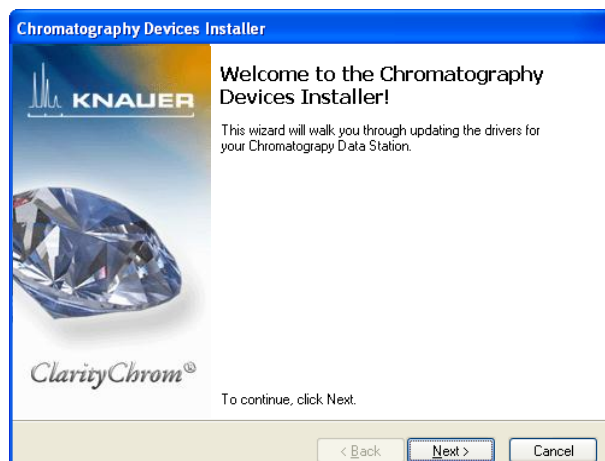 Chromatography Devices Installer
KNAUER
Welcome to the Chromatography
Devices Installer!
This wizard will walk you through updating the drivers for
your Chromatograpy Data Station.
ClarityChrom®
To continue, click Next.
< Back
Next >
Cancel